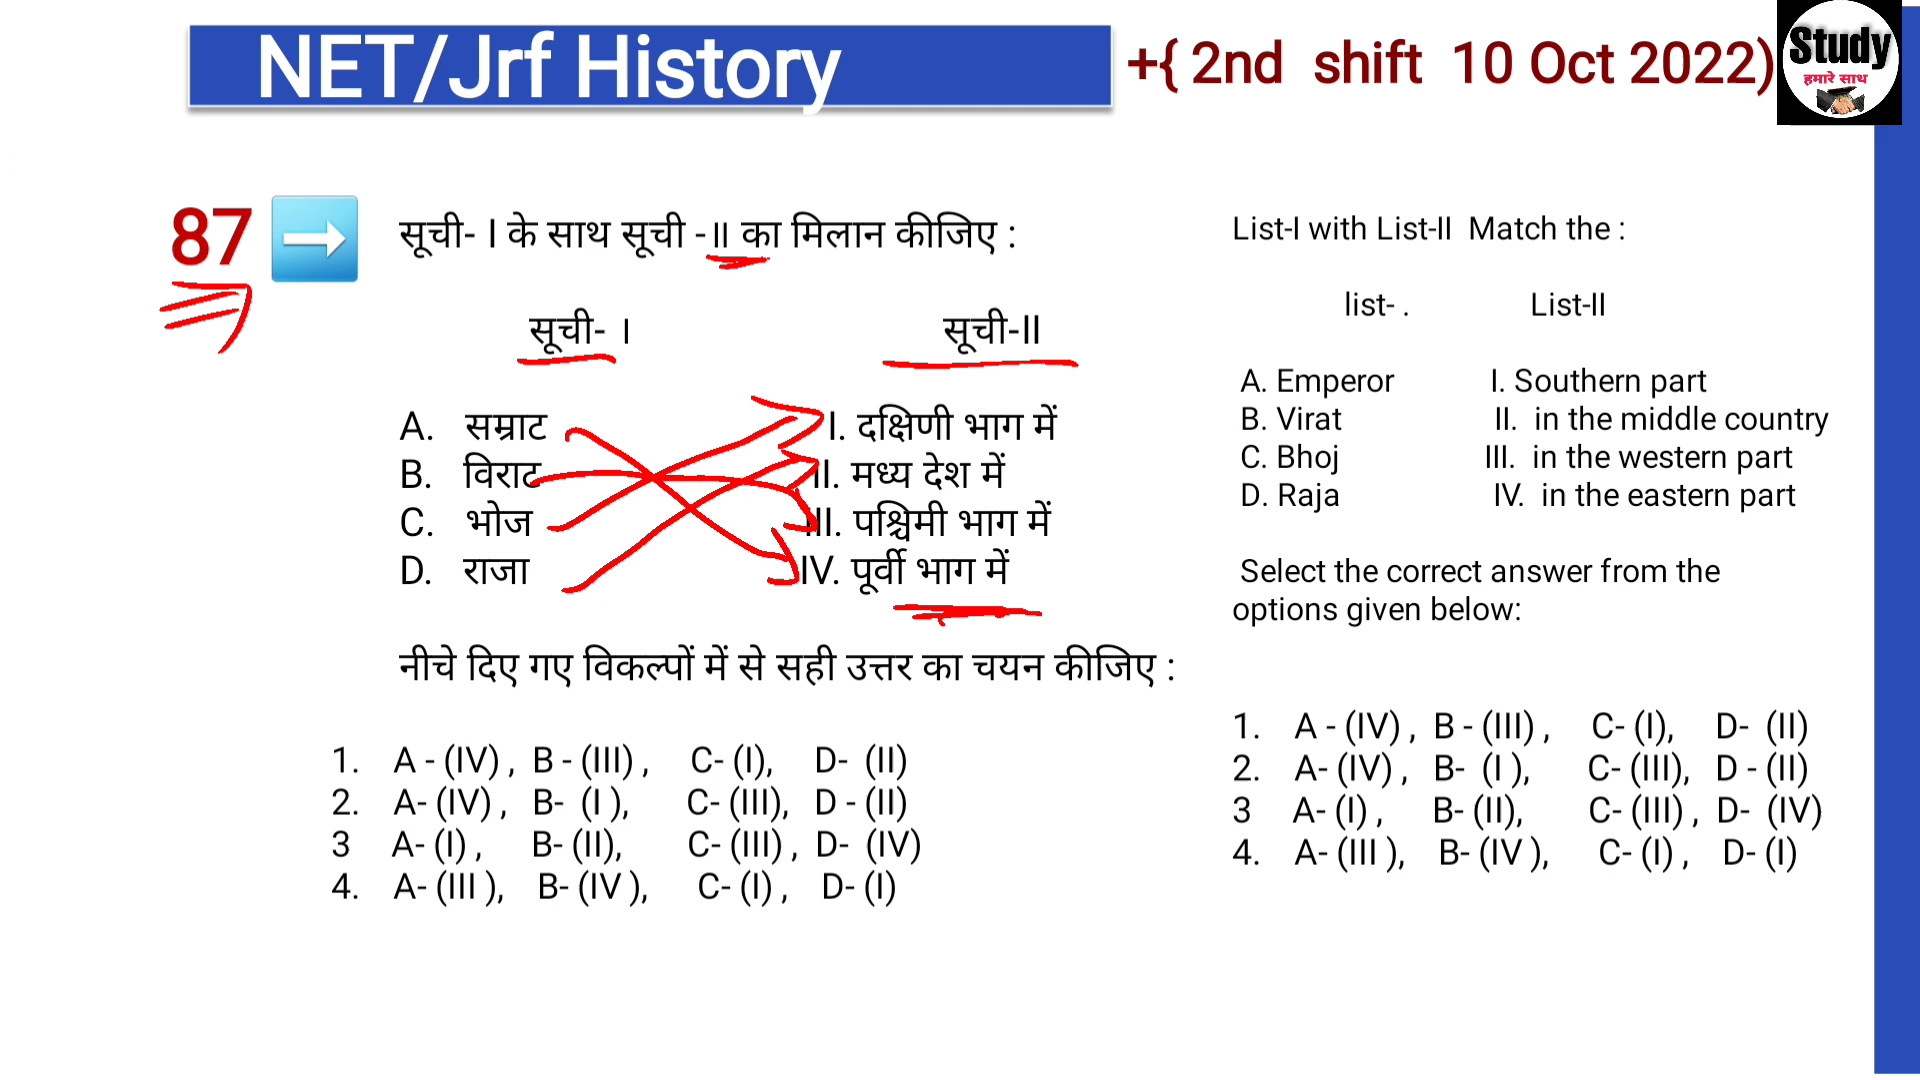 NET/Jrf History
+{ 2nd shift 10 Oct 2022)
Study
हमारे साथ
87
सूची- I के साथ सूची -II का मिलान कीजिए :
सूची- I सूची-II
A. सम्राट I. दक्षिणी भाग में
B. विराट II. मध्य देश में
C. भोज III. पश्चिमी भाग में
D. राजा IV. पूर्वी भाग में
नीचे दिए गए विकल्पों में से सही उत्तर का चयन कीजिए :
1. A - (IV) , B - (III) , C- (I), D- (II)
2. A- (IV) , B- (I ), C- (III), D - (II)
3 A- (I) , B- (II), C- (III) , D- (IV)
4. A- (III ), B- (IV ), C- (I) , D- (I)
List-I with List-II Match the :
list- . List-II
A. Emperor I. Southern part
B. Virat II. in the middle country
C. Bhoj III. in the western part
D. Raja IV. in the eastern part
Select the correct answer from the
options given below:
1. A - (IV) , B - (III) , C- (I), D- (II)
2. A- (IV) , B- (I ), C- (III), D - (II)
3 A- (I) , B- (II), C- (III) , D- (IV)
4. A- (III ), B- (IV ), C- (I) , D- (I)